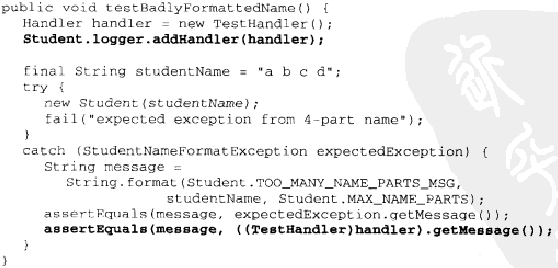 public void testBadlyFormattedName() {
Handler handler = new TestHandler();
Student.logger.addHandler(handler);
final String studentName = "a b c d";
try {
new Student(studentName);
fail("expected exception from 4-part name");
}
catch (StudentNameFormatException expectedException) {
String message =
String.format(Student.TOO_MANY_NAME_PARTS_MSG,
studentName, Student.MAX_NAME_PARTS);
assertEquals(message, expectedException.getMessage());
assertEquals(message, ((TestHandler)handler).getMessage());
}
}